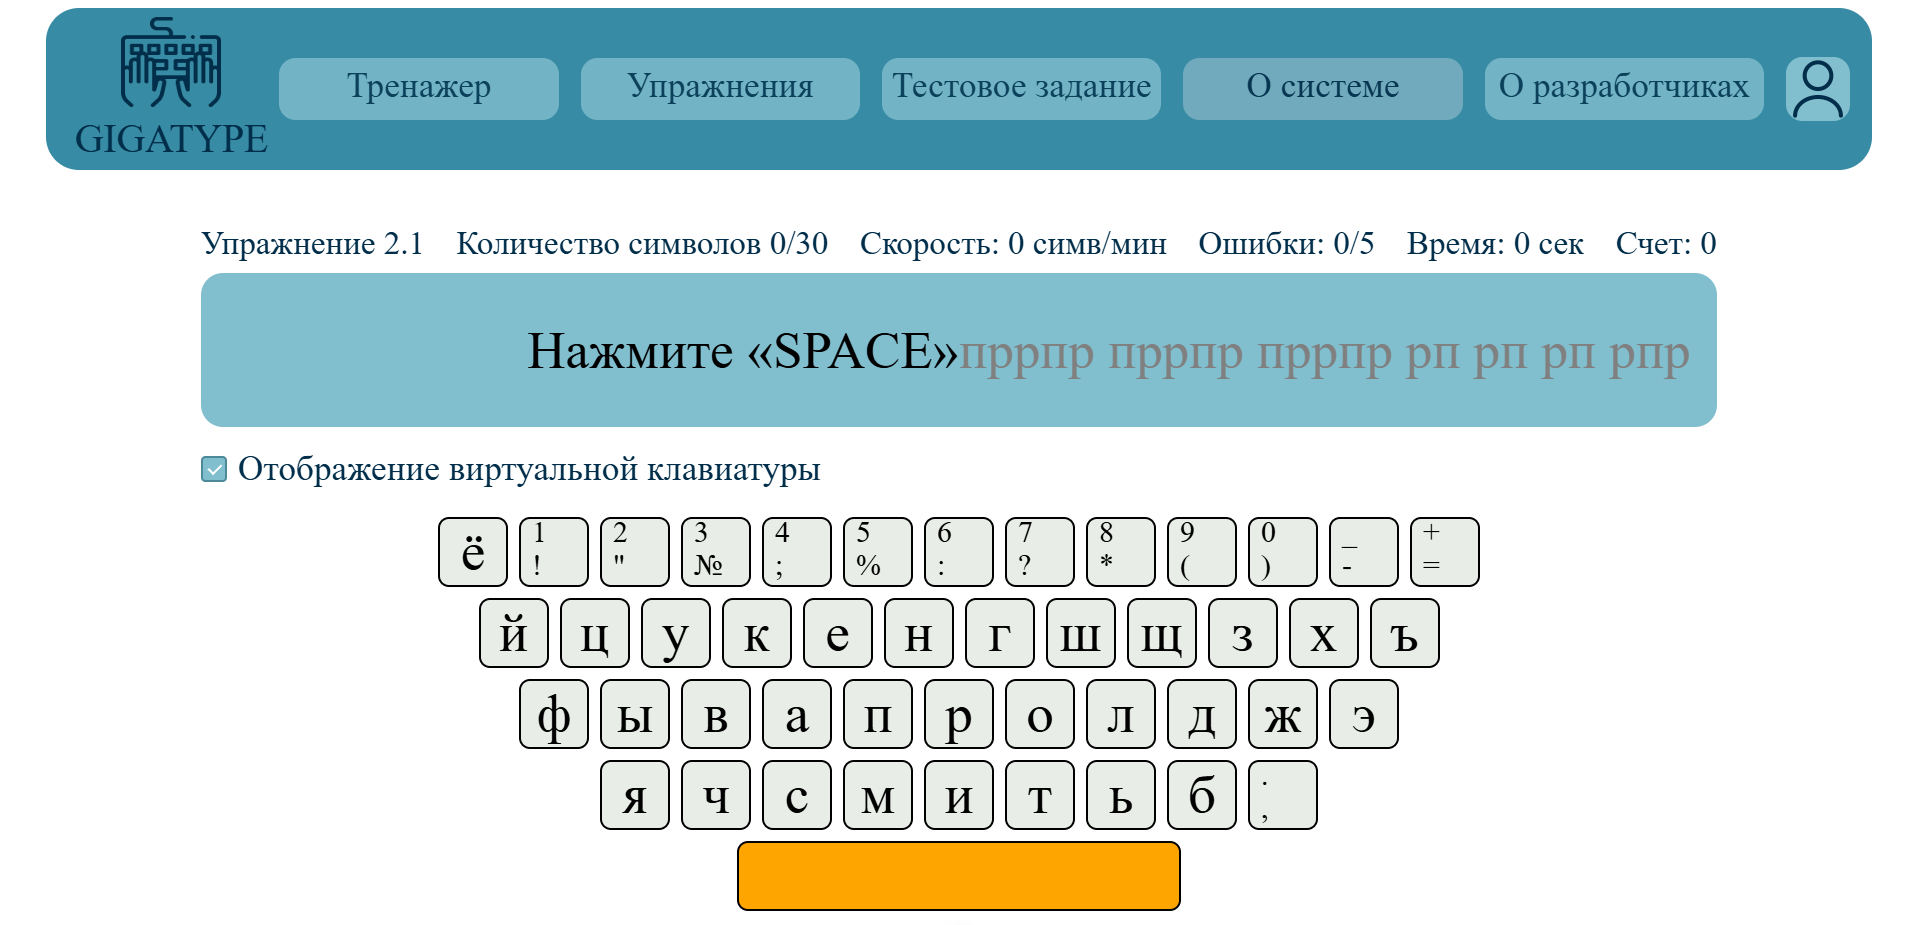 GIGATYPE
Тренажер
Упражнения
Тестовое задание
О системе
О разработчиках
Упражнение 2.1 Количество символов 0/30 Скорость: 0 симв/мин Ошибки: 0/5 Время: 0 сек Счет: 0
Нажмите «SPACE»пррпр пррпр пррпр рп рп рп рпр
Отображение виртуальной клавиатуры
ё 1 2 3 4 5 6 7 8 9 0 _ +
! " № ; % : ? * ( ) - =
й ц у к е н г ш щ з х ъ
ф ы в а п р о л д ж э
я ч с м и т ь б .
,